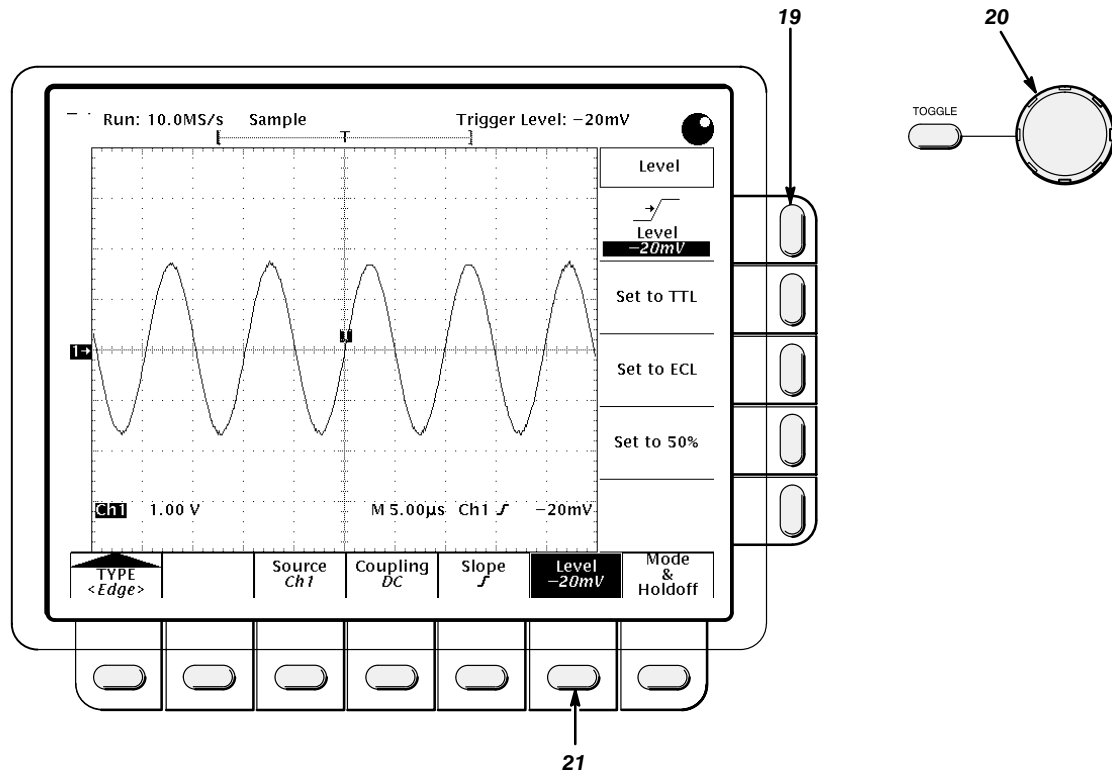 19
20
TOGGLE
Run: 10.0MS/s Sample Trigger Level: −20mV
T
Level
Level
−20mV
Set to TTL
T
1→
Set to ECL
Set to 50%
Ch1 1.00 V M 5.00µs Ch1 −20mV
TYPE
<Edge>
Source
Ch1
Coupling
DC
Slope
Level
−20mV
Mode
&
Holdoff
21